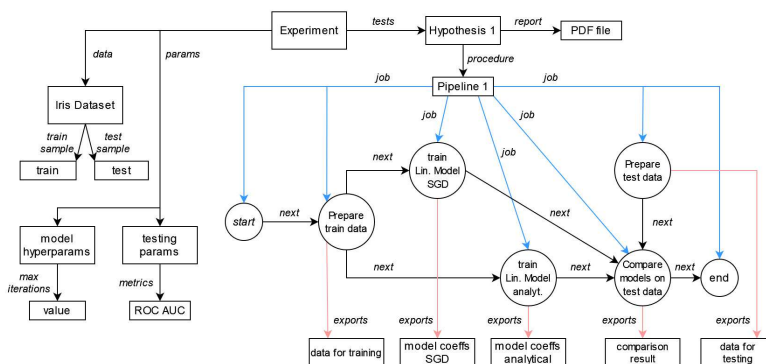 Experiment
tests
Hypothesis 1
report
PDF file
data
params
procedure
Iris Dataset
job
job
Pipeline 1
job
job
train
sample
test
sample
job
job
job
train
test
next
train
Lin. Model
SGD
Prepare
test data
start
next
Prepare
train data
next
next
model
hyperparams
testing
params
next
train
Lin. Model
analyt.
next
Compare
models on
test data
next
end
max
iterations
metrics
value
ROC AUC
exports
exports
exports
exports
exports
data for training
model coeffs
SGD
model coeffs
analytical
comparison
result
data for
testing